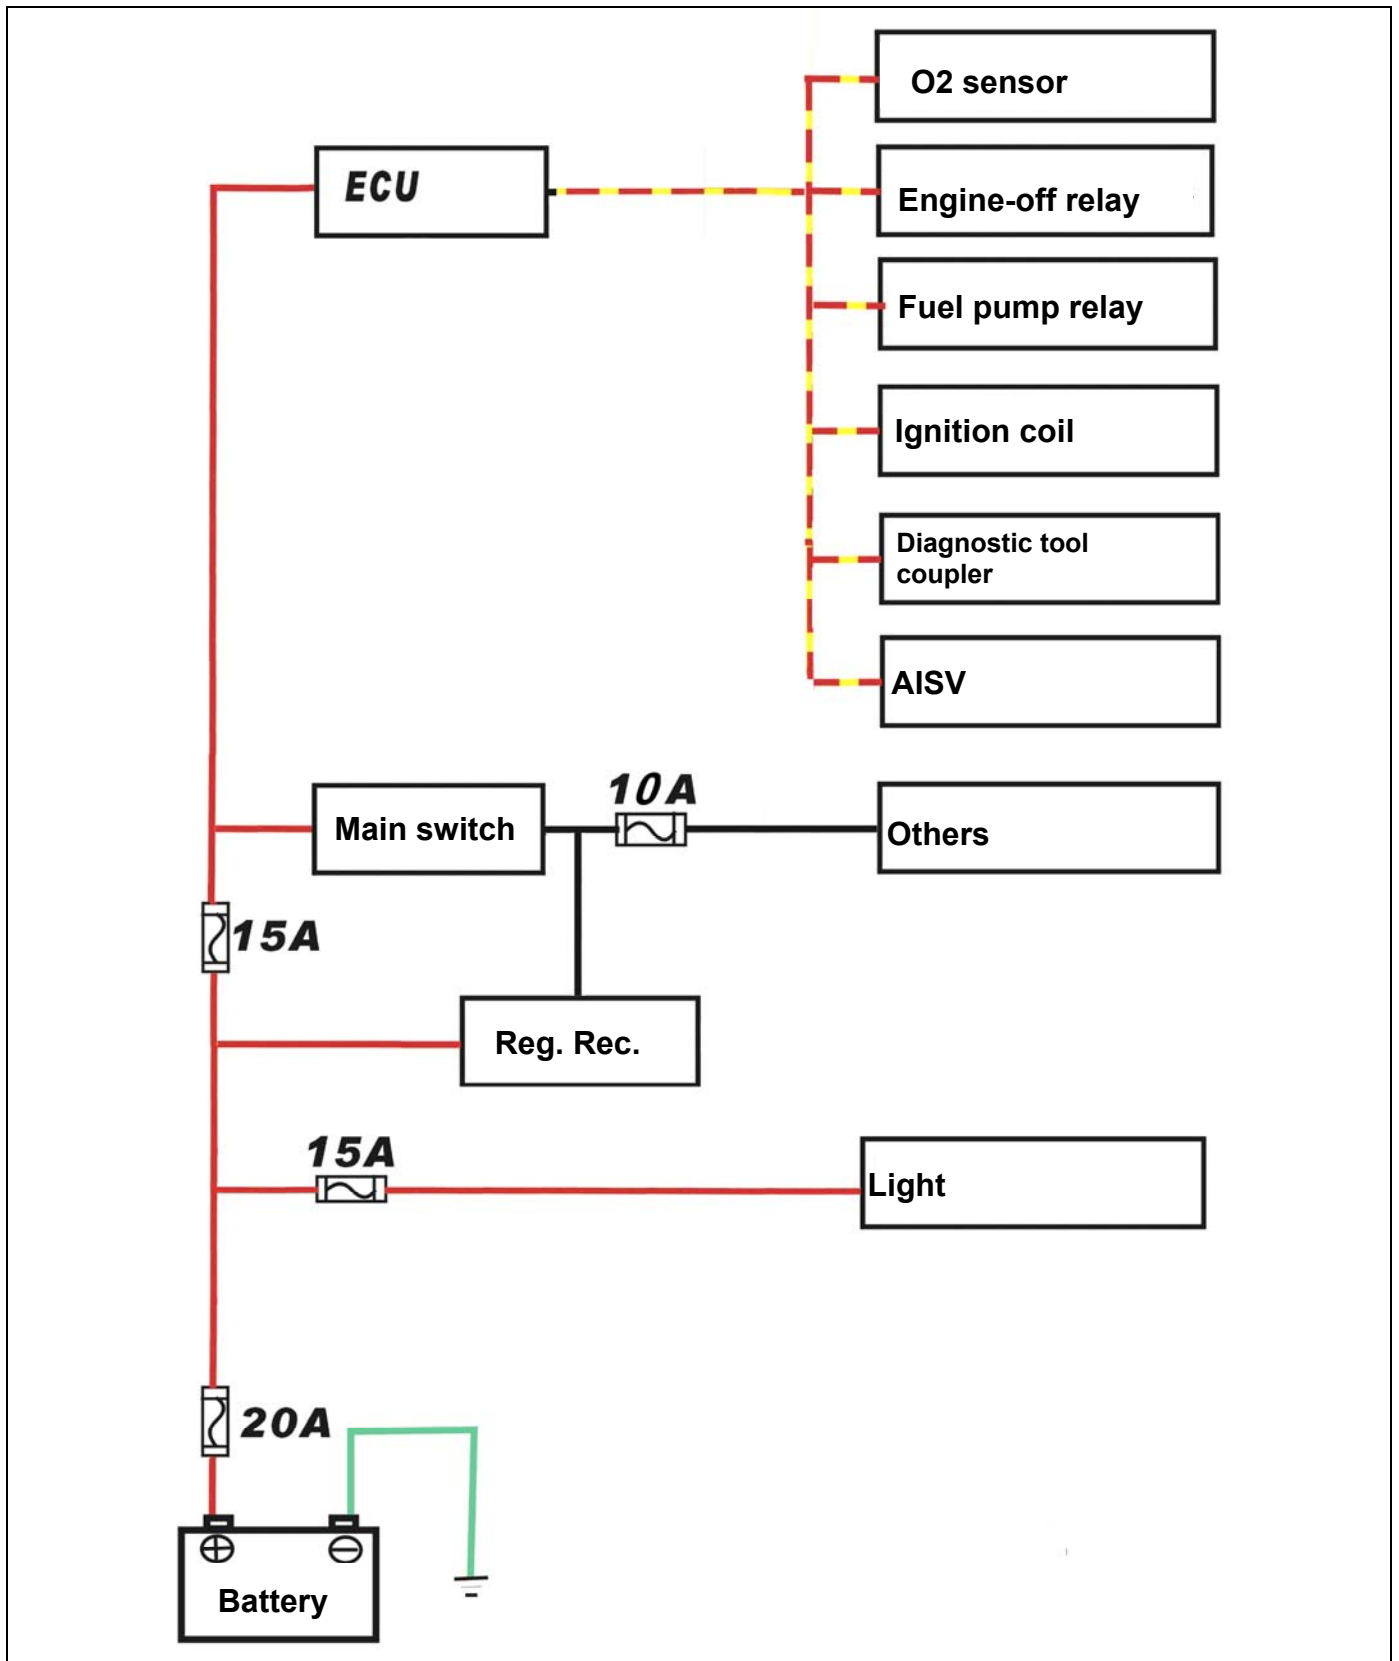 O2 sensor
ECU
Engine-off relay
Fuel pump relay
Ignition coil
Diagnostic tool
coupler
AISV
10A
Main switch
Others
15A
Reg. Rec.
15A
Light
20A
Battery